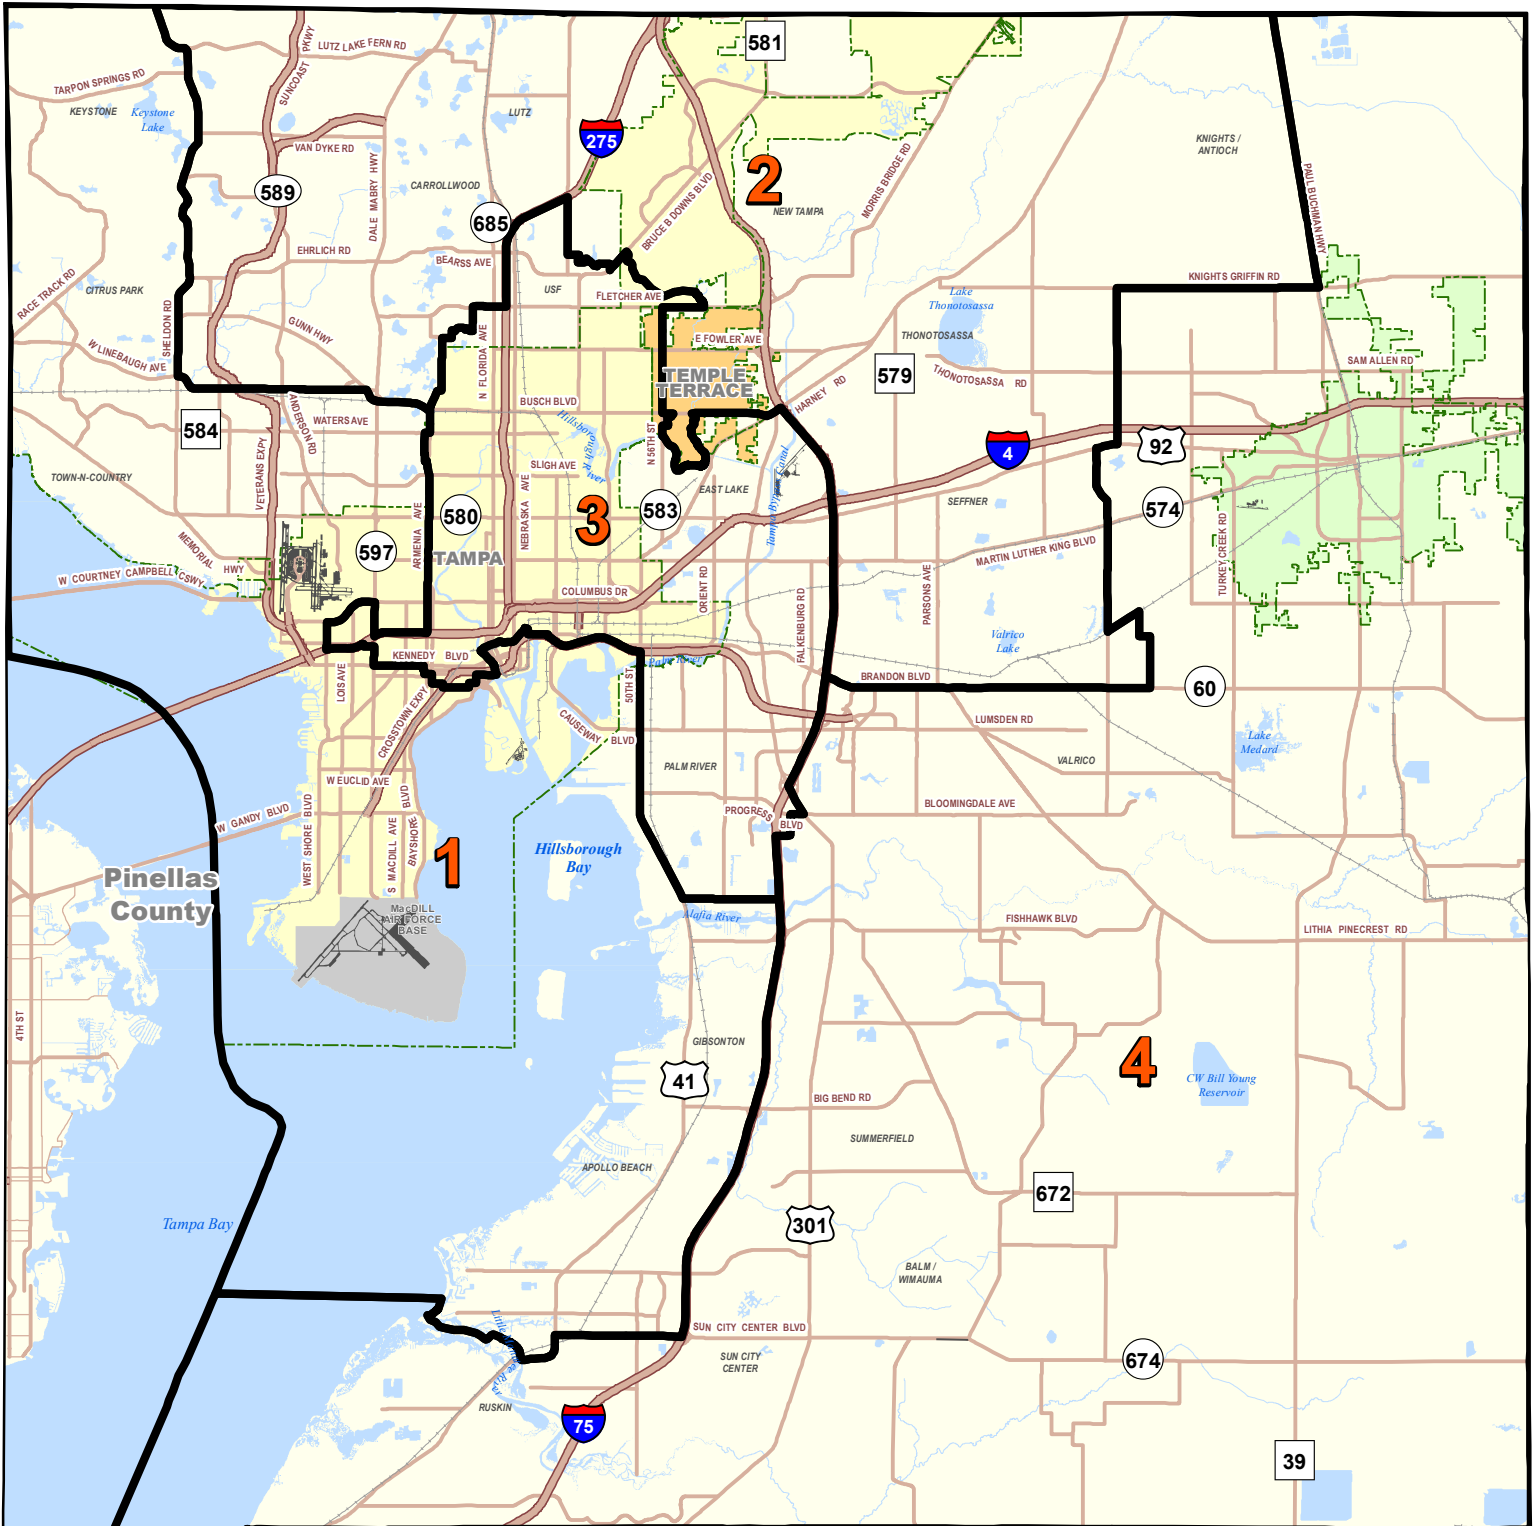 581
SUNCOAST PKWY
LUTZ LAKE FERN RD
TARPON SPRINGS RD
KEYSTONE
Keystone
Lake
LUTZ
275
VAN DYKE RD
KNIGHTS /
ANTIOCH
589
CARROLLWOOD
DALE MABRY HWY
2
MORRIS BRIDGE RD
PAUL BUCHMAN HWY
685
NEW TAMPA
BRUCE B DOWNS BLVD
EHRLICH RD
BEARSS AVE
RACE TRACK RD
CITRUS PARK
USF
FLETCHER AVE
KNIGHTS GRIFFIN RD
Lake
Thonotosassa
SHELDON RD
GUNN HWY
N FLORIDA AVE
E FOWLER AVE
THONOTOSASSA
W LINEBAUGH AVE
SAM ALLEN RD
579
THONOTOSASSA RD
TEMPLE
TERRACE
HARNEY RD
BUSCH BLVD
584
ANDERSON RD
WATERS AVE
Hillsborough River
N 56TH ST
92
4
VETERANS EXPY
TOWN-N-COUNTRY
SLIGH AVE
EAST LAKE
Tampa Bypass Canal
SEFFNER
574
580
NEBRASKA AVE
3
583
ARMENIA AVE
597
MEMORIAL HWY
TAMPA
MARTIN LUTHER KING BLVD
TURKEY CREEK RD
W COURTNEY CAMPBELL CSWY
COLUMBUS DR
ORIENT RD
FALKENBURG RD
PARSONS AVE
Valrico
Lake
KENNEDY BLVD
Palm River
BRANDON BLVD
60
LOIS AVE
50TH ST
CROSSTOWN EXPY
CAUSEWAY BLVD
LUMSDEN RD
Lake
Medard
PALM RIVER
VALRICO
W EUCLID AVE
W GANDY BLVD
WEST SHORE BLVD
S MACDILL AVE
BAYSHORE BLVD
PROGRESS
BLVD
BLOOMINGDALE AVE
1
Hillsborough
Bay
Pinellas
County
MacDILL
AIR FORCE
BASE
Alafia River
FISHHAWK BLVD
LITHIA PINECREST RD
4TH ST
GIBSONTON
4
41
CW Bill Young
Reservoir
BIG BEND RD
SUMMERFIELD
APOLLO BEACH
672
Tampa Bay
301
BALM /
WIMAUMA
Little Manatee River
SUN CITY CENTER BLVD
SUN CITY
CENTER
674
RUSKIN
75
39